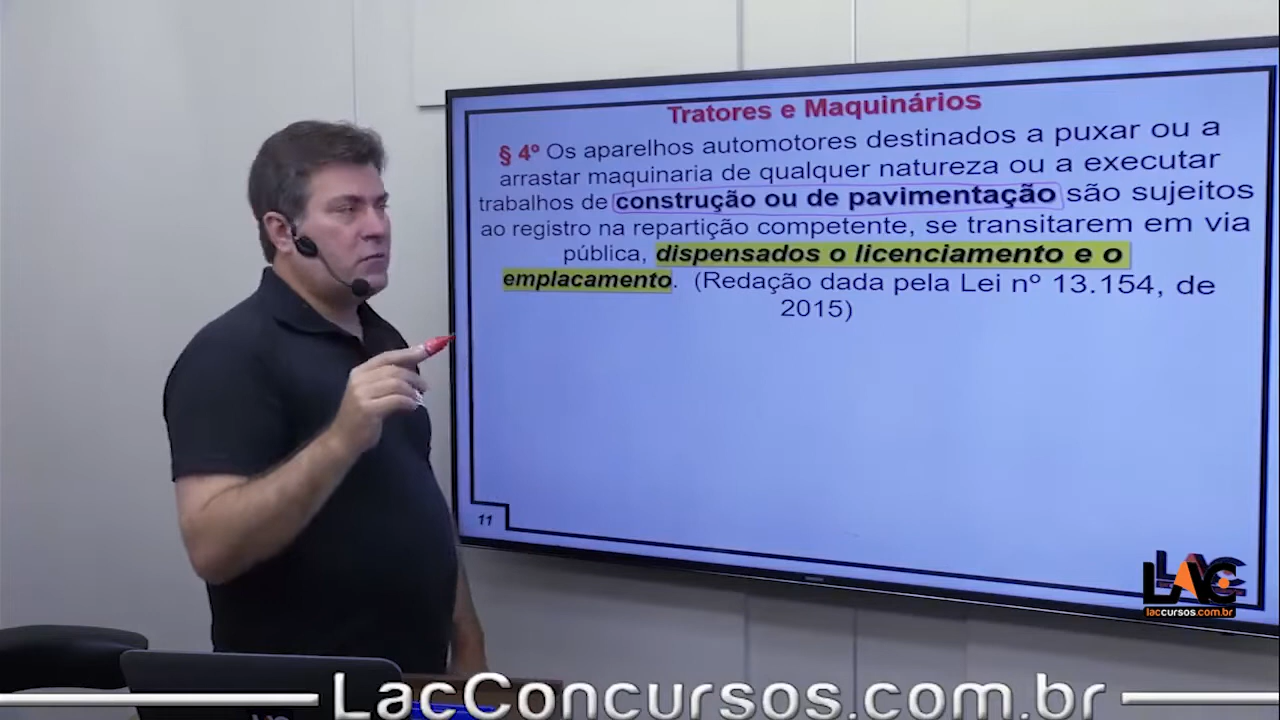 Tratores e Maquinários
§ 4º Os aparelhos automotores destinados a puxar ou a
arrastar maquinaria de qualquer natureza ou a executar
trabalhos de construção ou de pavimentação são sujeitos
ao registro na repartição competente, se transitarem em via
pública, dispensados o licenciamento e o
emplacamento. (Redação dada pela Lei nº 13.154, de
2015)
11
LAC
laccursos.com.br
LacConcursos.com.br